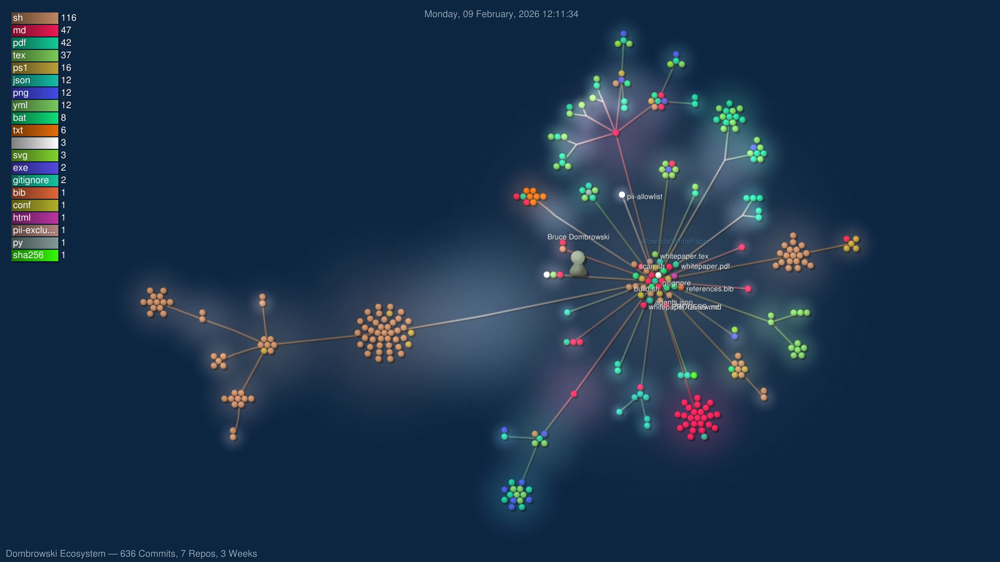 Monday, 09 February, 2026 12:11:34
sh 116
md 47
pdf 42
tex 37
ps1 16
json 12
png 12
yml 12
bat 8
txt 6
3
svg 3
exe 2
gitignore 2
bib 1
conf 1
html 1
pii-exclu... 1
py 1
sha256 1
pii-allowlist
Bruce Dombrowski
allowlists/WhitePaper
whitepaper.tex
scan.sh
whitepaper.pdf
.gitignore
build.sh
references.bib
agents.json
Dombrowski Ecosystem — 636 Commits, 7 Repos, 3 Weeks